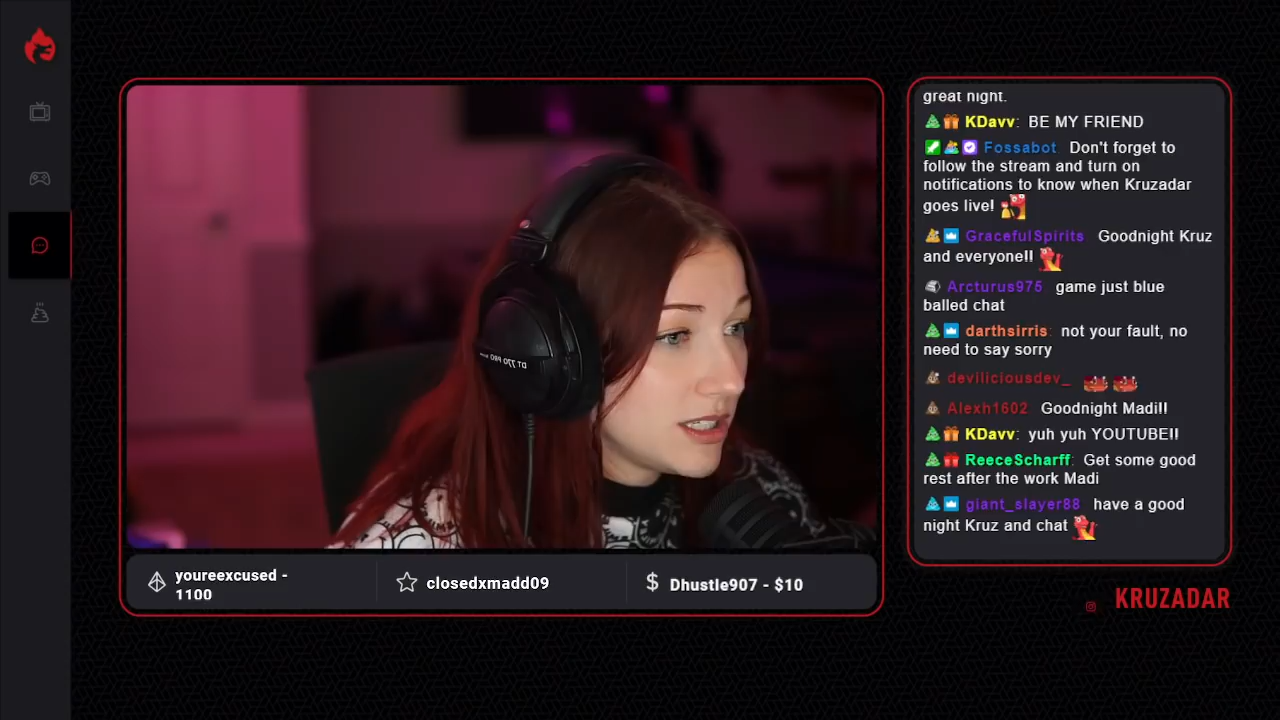 great night.
KDavv: BE MY FRIEND
Fossabot: Don't forget to
follow the stream and turn on
notifications to know when Kruzadar
goes live!
GracefulSpirits: Goodnight Kruz
and everyone!!
Arcturus975: game just blue
balled chat
darthsirris: not your fault, no
need to say sorry
deviliciousdev_:
Alexh1602: Goodnight Madi!!
KDavv: yuh yuh YOUTUBE!!
ReeceScharff: Get some good
rest after the work Madi
giant_slayer88: have a good
night Kruz and chat
DT 770 PRO
youreexcused -
1100
closedxmadd09
$ Dhustle907 - $10
KRUZADAR